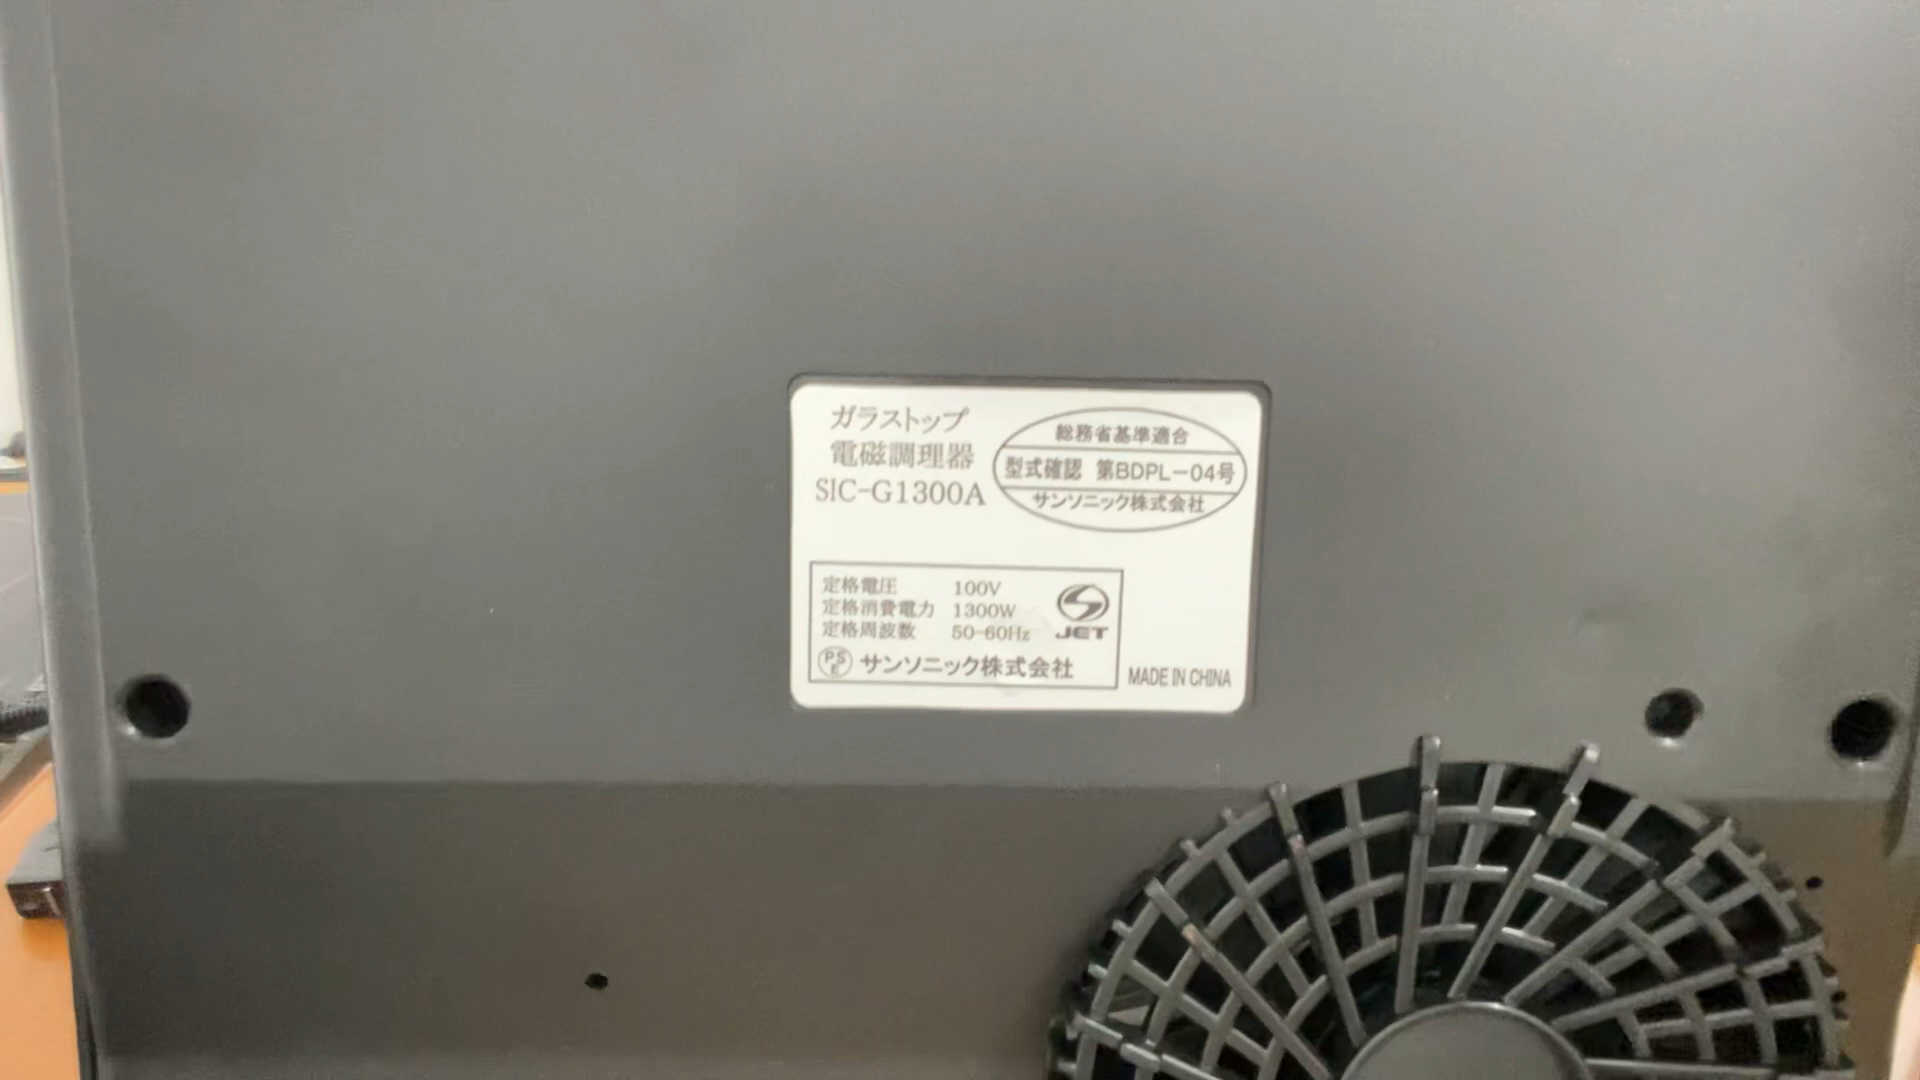 ガラストップ
電磁調理器
SIC-G1300A
総務省基準適合
型式確認 第BDPL-04号
サンソニック株式会社
定格電圧 100V
定格消費電力 1300W
定格周波数 50-60Hz
JET
PSE サンソニック株式会社
MADE IN CHINA